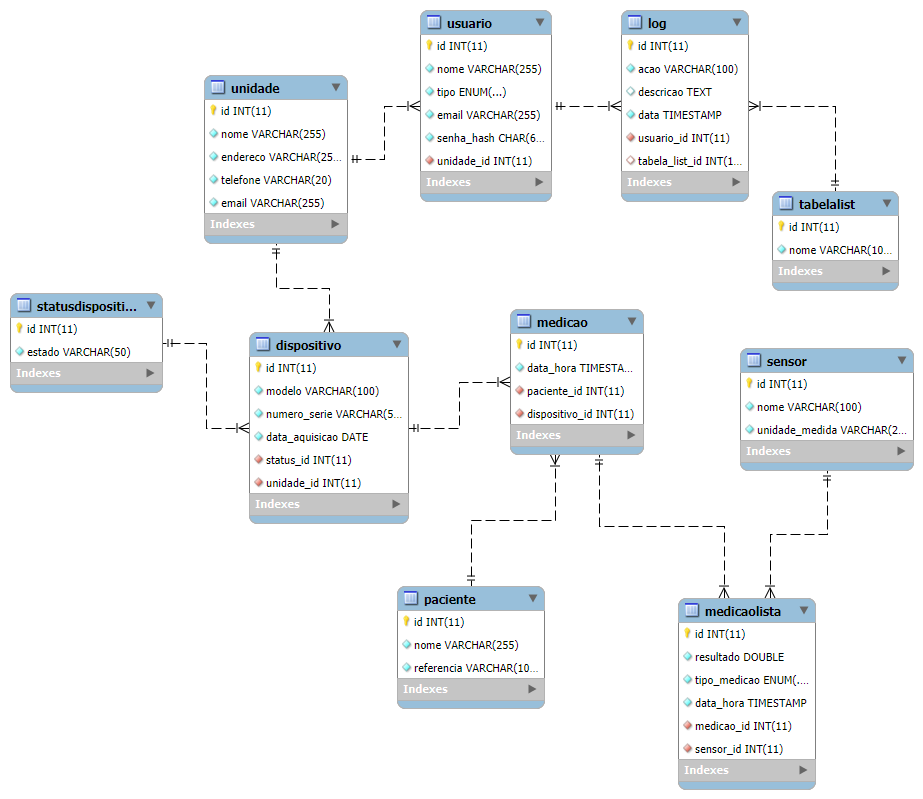 usuario
id INT(11)
nome VARCHAR(255)
tipo ENUM(...)
email VARCHAR(255)
senha_hash CHAR(6...
unidade_id INT(11)
Indexes
log
id INT(11)
acao VARCHAR(100)
descricao TEXT
data TIMESTAMP
usuario_id INT(11)
tabela_list_id INT(1...
Indexes
unidade
id INT(11)
nome VARCHAR(255)
endereco VARCHAR(25...
telefone VARCHAR(20)
email VARCHAR(255)
Indexes
tabelalist
id INT(11)
nome VARCHAR(10...
Indexes
statusdispositi...
id INT(11)
estado VARCHAR(50)
Indexes
dispositivo
id INT(11)
modelo VARCHAR(100)
numero_serie VARCHAR(5...
data_aquisicao DATE
status_id INT(11)
unidade_id INT(11)
Indexes
medicao
id INT(11)
data_hora TIMESTA...
paciente_id INT(11)
dispositivo_id INT(11)
Indexes
sensor
id INT(11)
nome VARCHAR(100)
unidade_medida VARCHAR(2...
Indexes
paciente
id INT(11)
nome VARCHAR(255)
referencia VARCHAR(10...
Indexes
medicaolista
id INT(11)
resultado DOUBLE
tipo_medicao ENUM(....
data_hora TIMESTAMP
medicao_id INT(11)
sensor_id INT(11)
Indexes